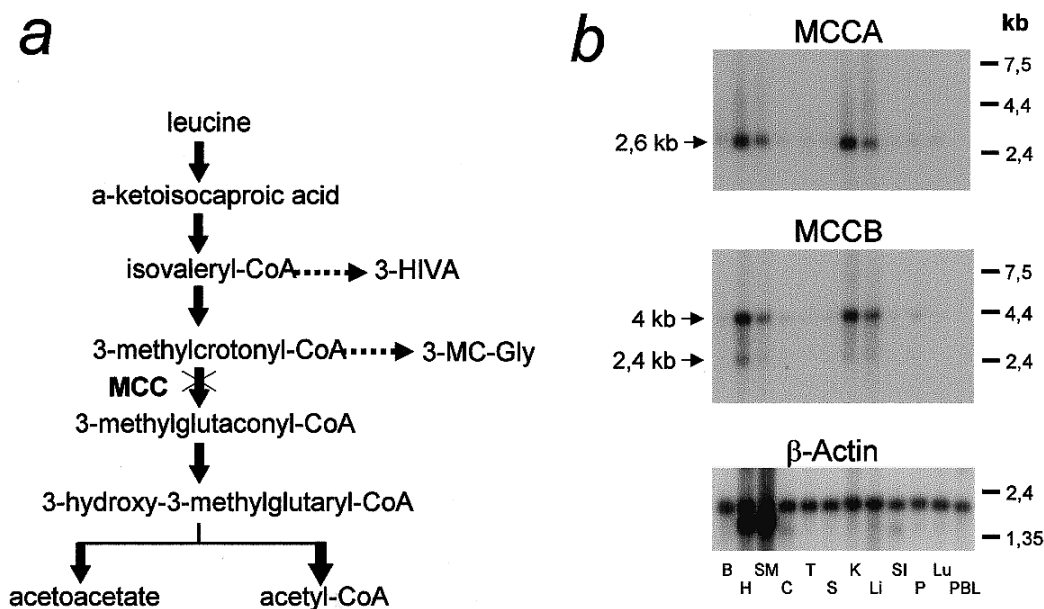 a
leucine
a-ketoisocaproic acid
isovaleryl-CoA
3-HIVA
3-methylcrotonyl-CoA
3-MC-Gly
MCC
3-methylglutaconyl-CoA
3-hydroxy-3-methylglutaryl-CoA
acetoacetate
acetyl-CoA
b
MCCA
kb
7,5
4,4
2,6 kb
2,4
MCCB
7,5
4 kb
4,4
2,4 kb
2,4
β-Actin
2,4
1,35
B SM T K SI Lu
H C S Li P PBL